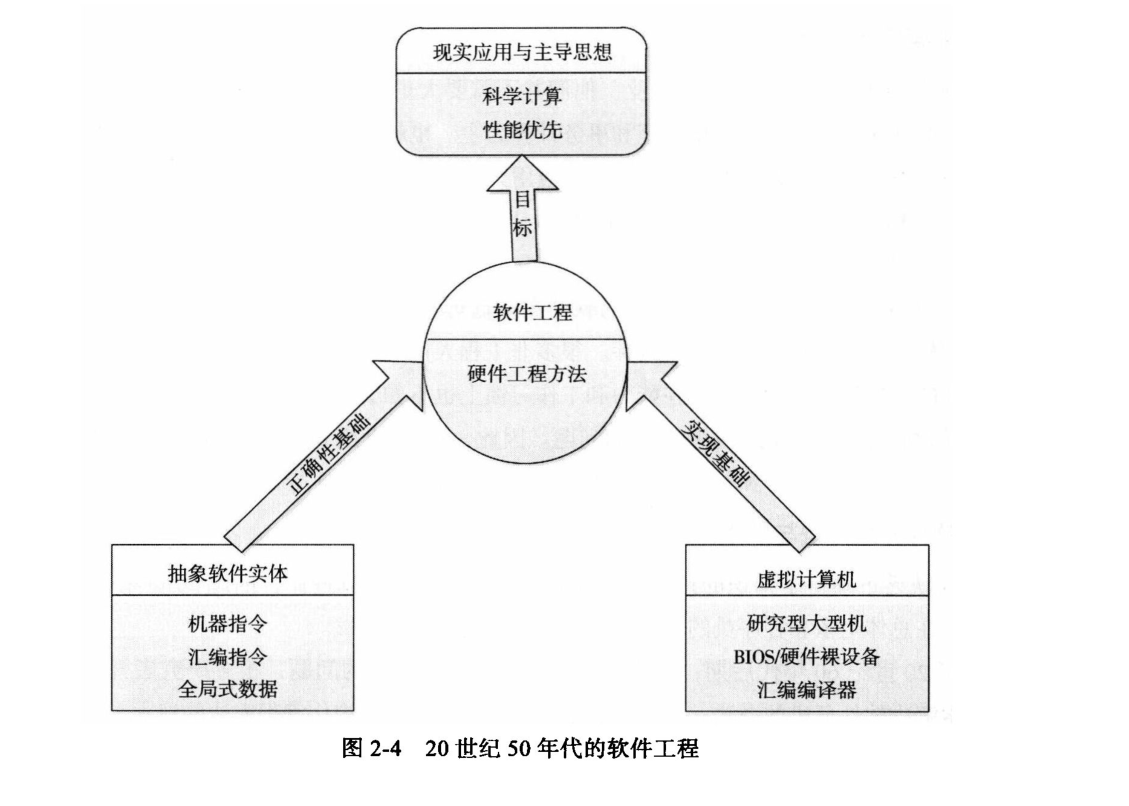 现实应用与主导思想
科学计算
性能优先
目
标
软件工程
硬件工程方法
正确性基础
实现基础
抽象软件实体
机器指令
汇编指令
全局式数据
虚拟计算机
研究型大型机
BIOS/硬件裸设备
汇编编译器
图 2-4 20 世纪 50 年代的软件工程